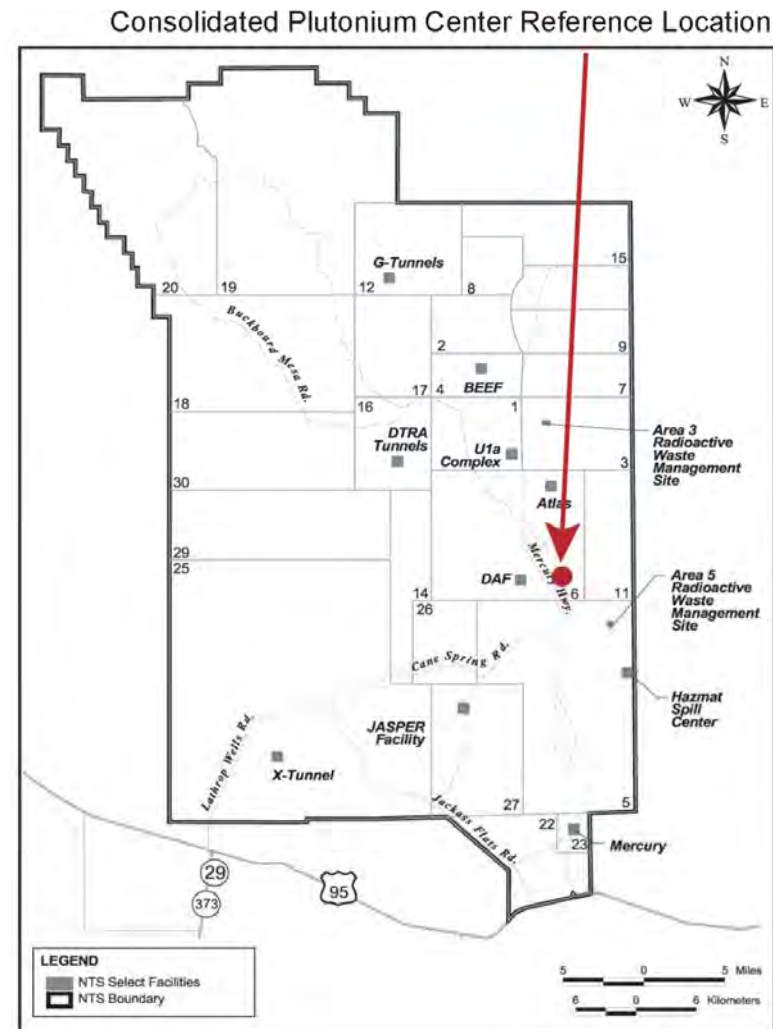 Consolidated Plutonium Center Reference Location
N
W
E
S
G-Tunnels
15
20
19
12
8
Buckboard Mesa Rd.
2
9
BEEF
17
4
7
18
16
1
DTRA
Tunnels
U1a
Complex
Area 3
Radioactive
Waste
Management
Site
3
30
Atlas
Mercury Hwy.
29
25
DAF
6
14
11
26
Area 5
Radioactive
Waste
Management
Site
Cane Spring Rd.
Hazmat
Spill
Center
JASPER
Facility
Lathrop Wells Rd.
X-Tunnel
Jackass Flats Rd.
27
5
22
23
Mercury
29
373
95
LEGEND
NTS Select Facilities
NTS Boundary
5 0 5 Miles
6 0 6 Kilometers